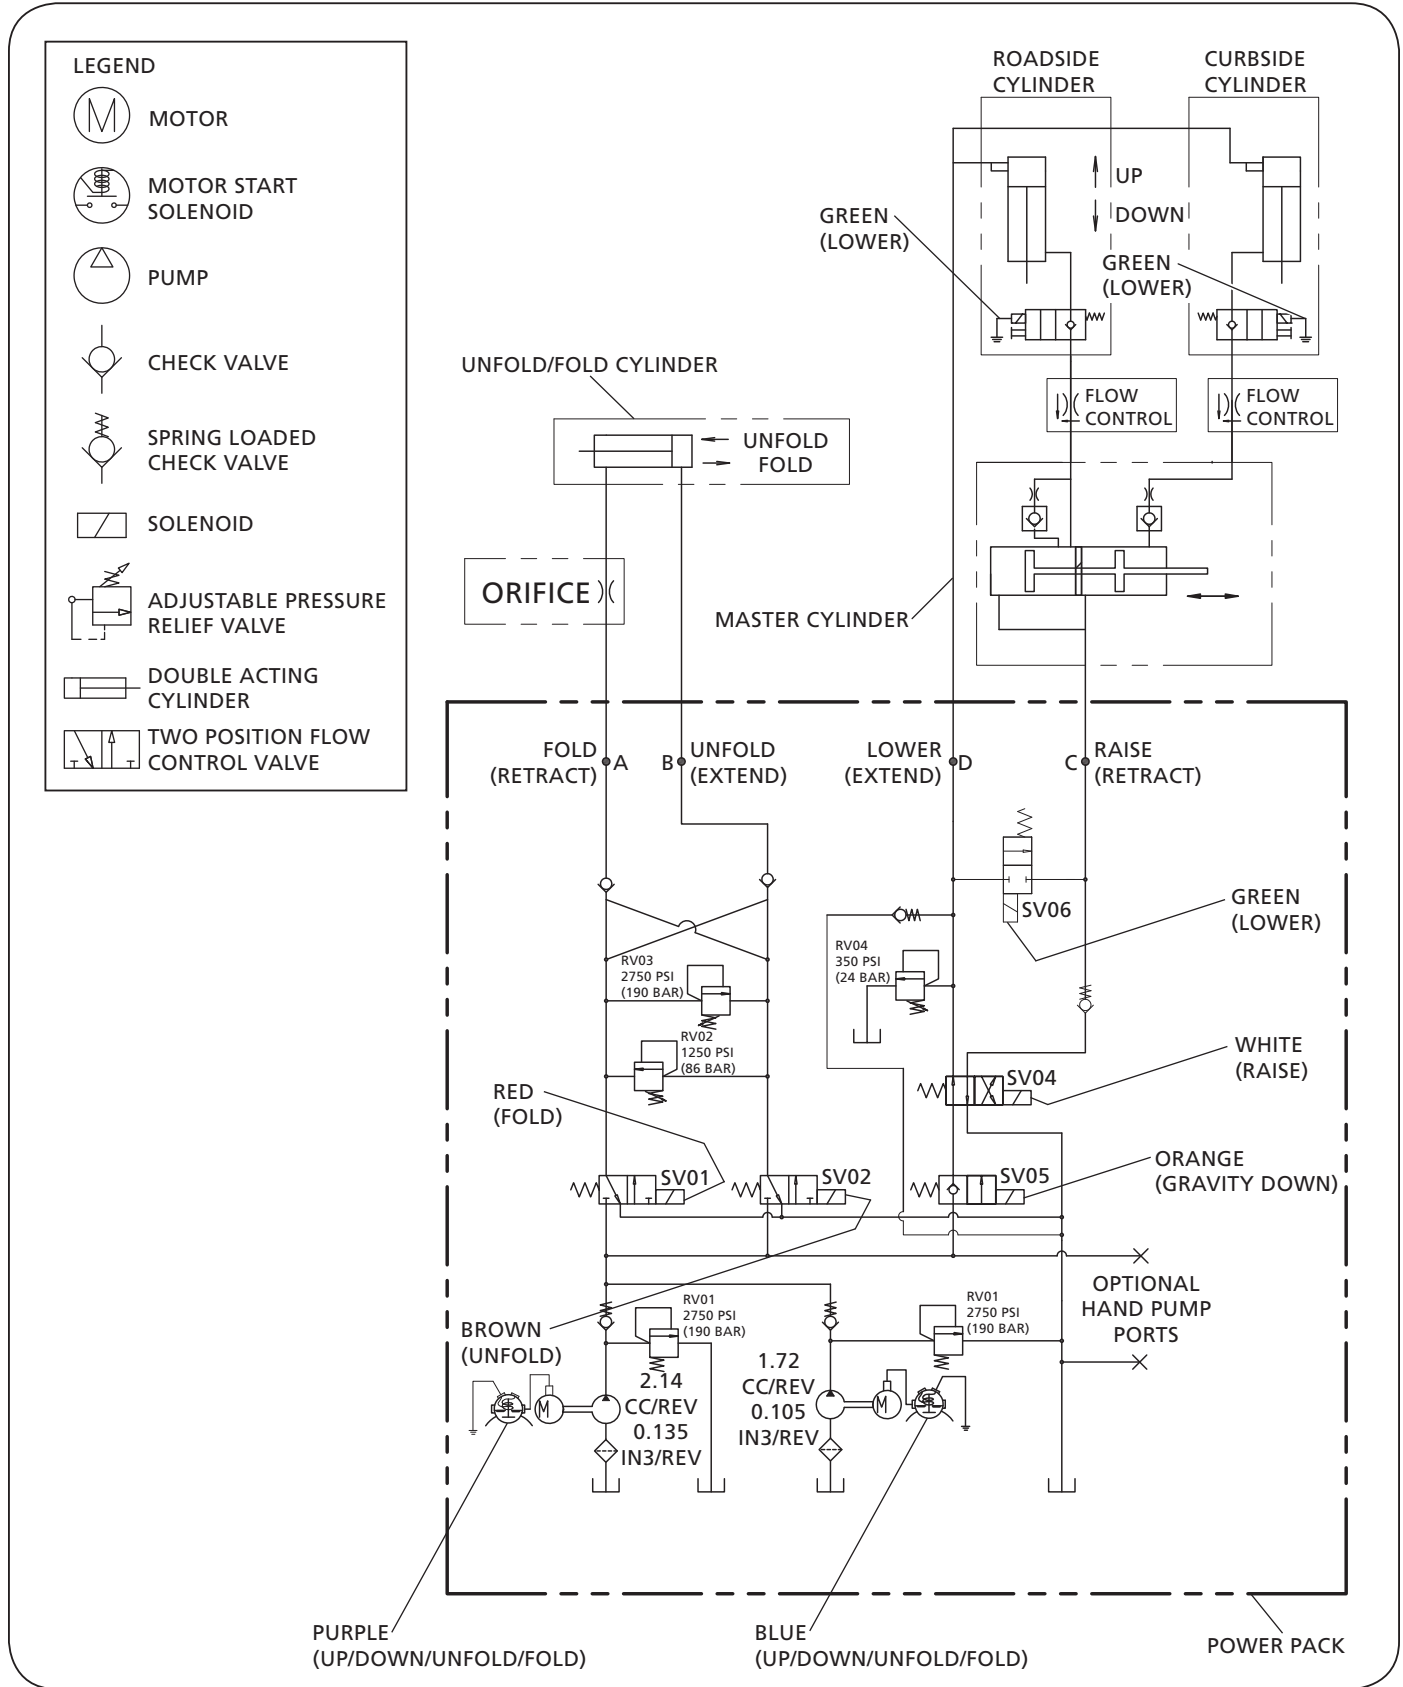 LEGEND
MOTOR
MOTOR START
SOLENOID
PUMP
CHECK VALVE
SPRING LOADED
CHECK VALVE
SOLENOID
ADJUSTABLE PRESSURE
RELIEF VALVE
DOUBLE ACTING
CYLINDER
TWO POSITION FLOW
CONTROL VALVE
ROADSIDE
CYLINDER
CURBSIDE
CYLINDER
UP
DOWN
GREEN
(LOWER)
GREEN
(LOWER)
FLOW
CONTROL
FLOW
CONTROL
UNFOLD/FOLD CYLINDER
UNFOLD
FOLD
ORIFICE
MASTER CYLINDER
FOLD
(RETRACT)
A
B
UNFOLD
(EXTEND)
LOWER
(EXTEND)
D
C
RAISE
(RETRACT)
SV06
GREEN
(LOWER)
RV04
350 PSI
(24 BAR)
RV03
2750 PSI
(190 BAR)
RV02
1250 PSI
(86 BAR)
WHITE
(RAISE)
SV04
RED
(FOLD)
SV01
SV02
SV05
ORANGE
(GRAVITY DOWN)
OPTIONAL
HAND PUMP
PORTS
BROWN
(UNFOLD)
RV01
2750 PSI
(190 BAR)
RV01
2750 PSI
(190 BAR)
M
2.14
CC/REV
0.135
IN3/REV
1.72
CC/REV
0.105
IN3/REV
M
PURPLE
(UP/DOWN/UNFOLD/FOLD)
BLUE
(UP/DOWN/UNFOLD/FOLD)
POWER PACK